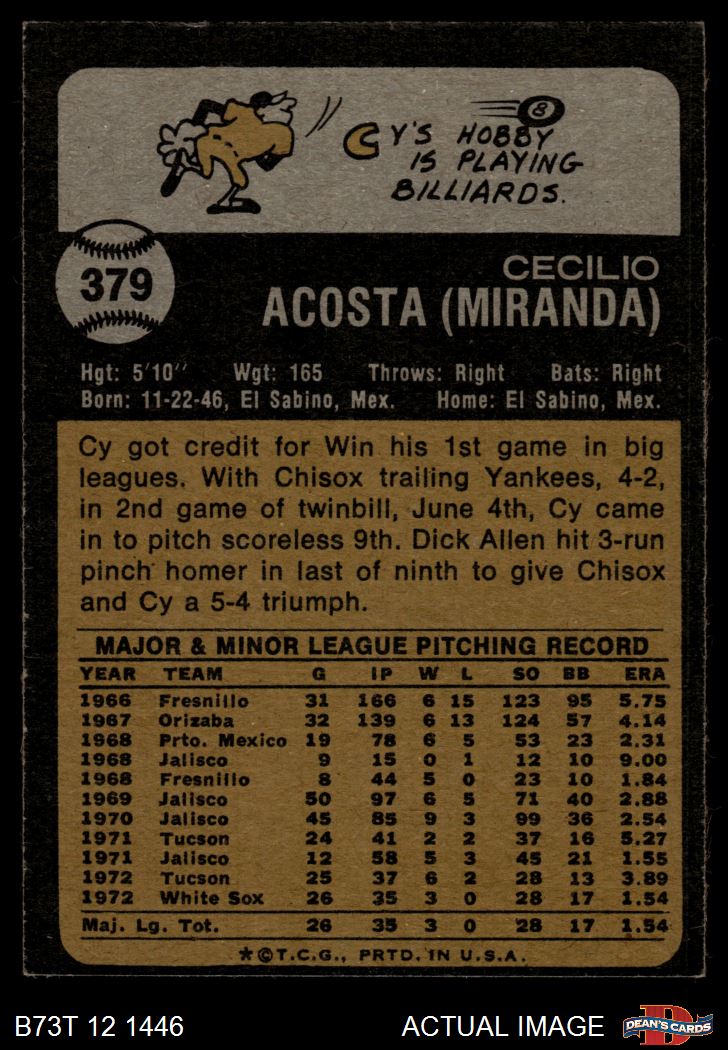 8
CY'S HOBBY
IS PLAYING
BILLIARDS.
379
CECILIO
ACOSTA (MIRANDA)
Hgt: 5'10" Wgt: 165 Throws: Right Bats: Right
Born: 11-22-46, El Sabino, Mex. Home: El Sabino, Mex.
Cy got credit for Win his 1st game in big
leagues. With Chisox trailing Yankees, 4-2,
in 2nd game of twinbill, June 4th, Cy came
in to pitch scoreless 9th. Dick Allen hit 3-run
pinch homer in last of ninth to give Chisox
and Cy a 5-4 triumph.
MAJOR & MINOR LEAGUE PITCHING RECORD
YEAR TEAM G IP W L SO BB ERA
1966 Fresnillo 31 166 6 15 123 95 5.75
1967 Orizaba 32 139 6 13 124 57 4.14
1968 Prto. Mexico 19 78 6 5 53 23 2.31
1968 Jalisco 9 15 0 1 12 10 9.00
1968 Fresnillo 8 44 5 0 23 10 1.84
1969 Jalisco 50 97 6 5 71 40 2.88
1970 Jalisco 45 85 9 3 99 36 2.54
1971 Tucson 24 41 2 2 37 16 5.27
1971 Jalisco 12 58 5 3 45 21 1.55
1972 Tucson 25 37 6 2 28 13 3.89
1972 White Sox 26 35 3 0 28 17 1.54
Maj. Lg. Tot. 26 35 3 0 28 17 1.54
*©T.C.G., PRTD. IN U.S.A.
B73T 12 1446 ACTUAL IMAGE
D
DEAN'S CARDS